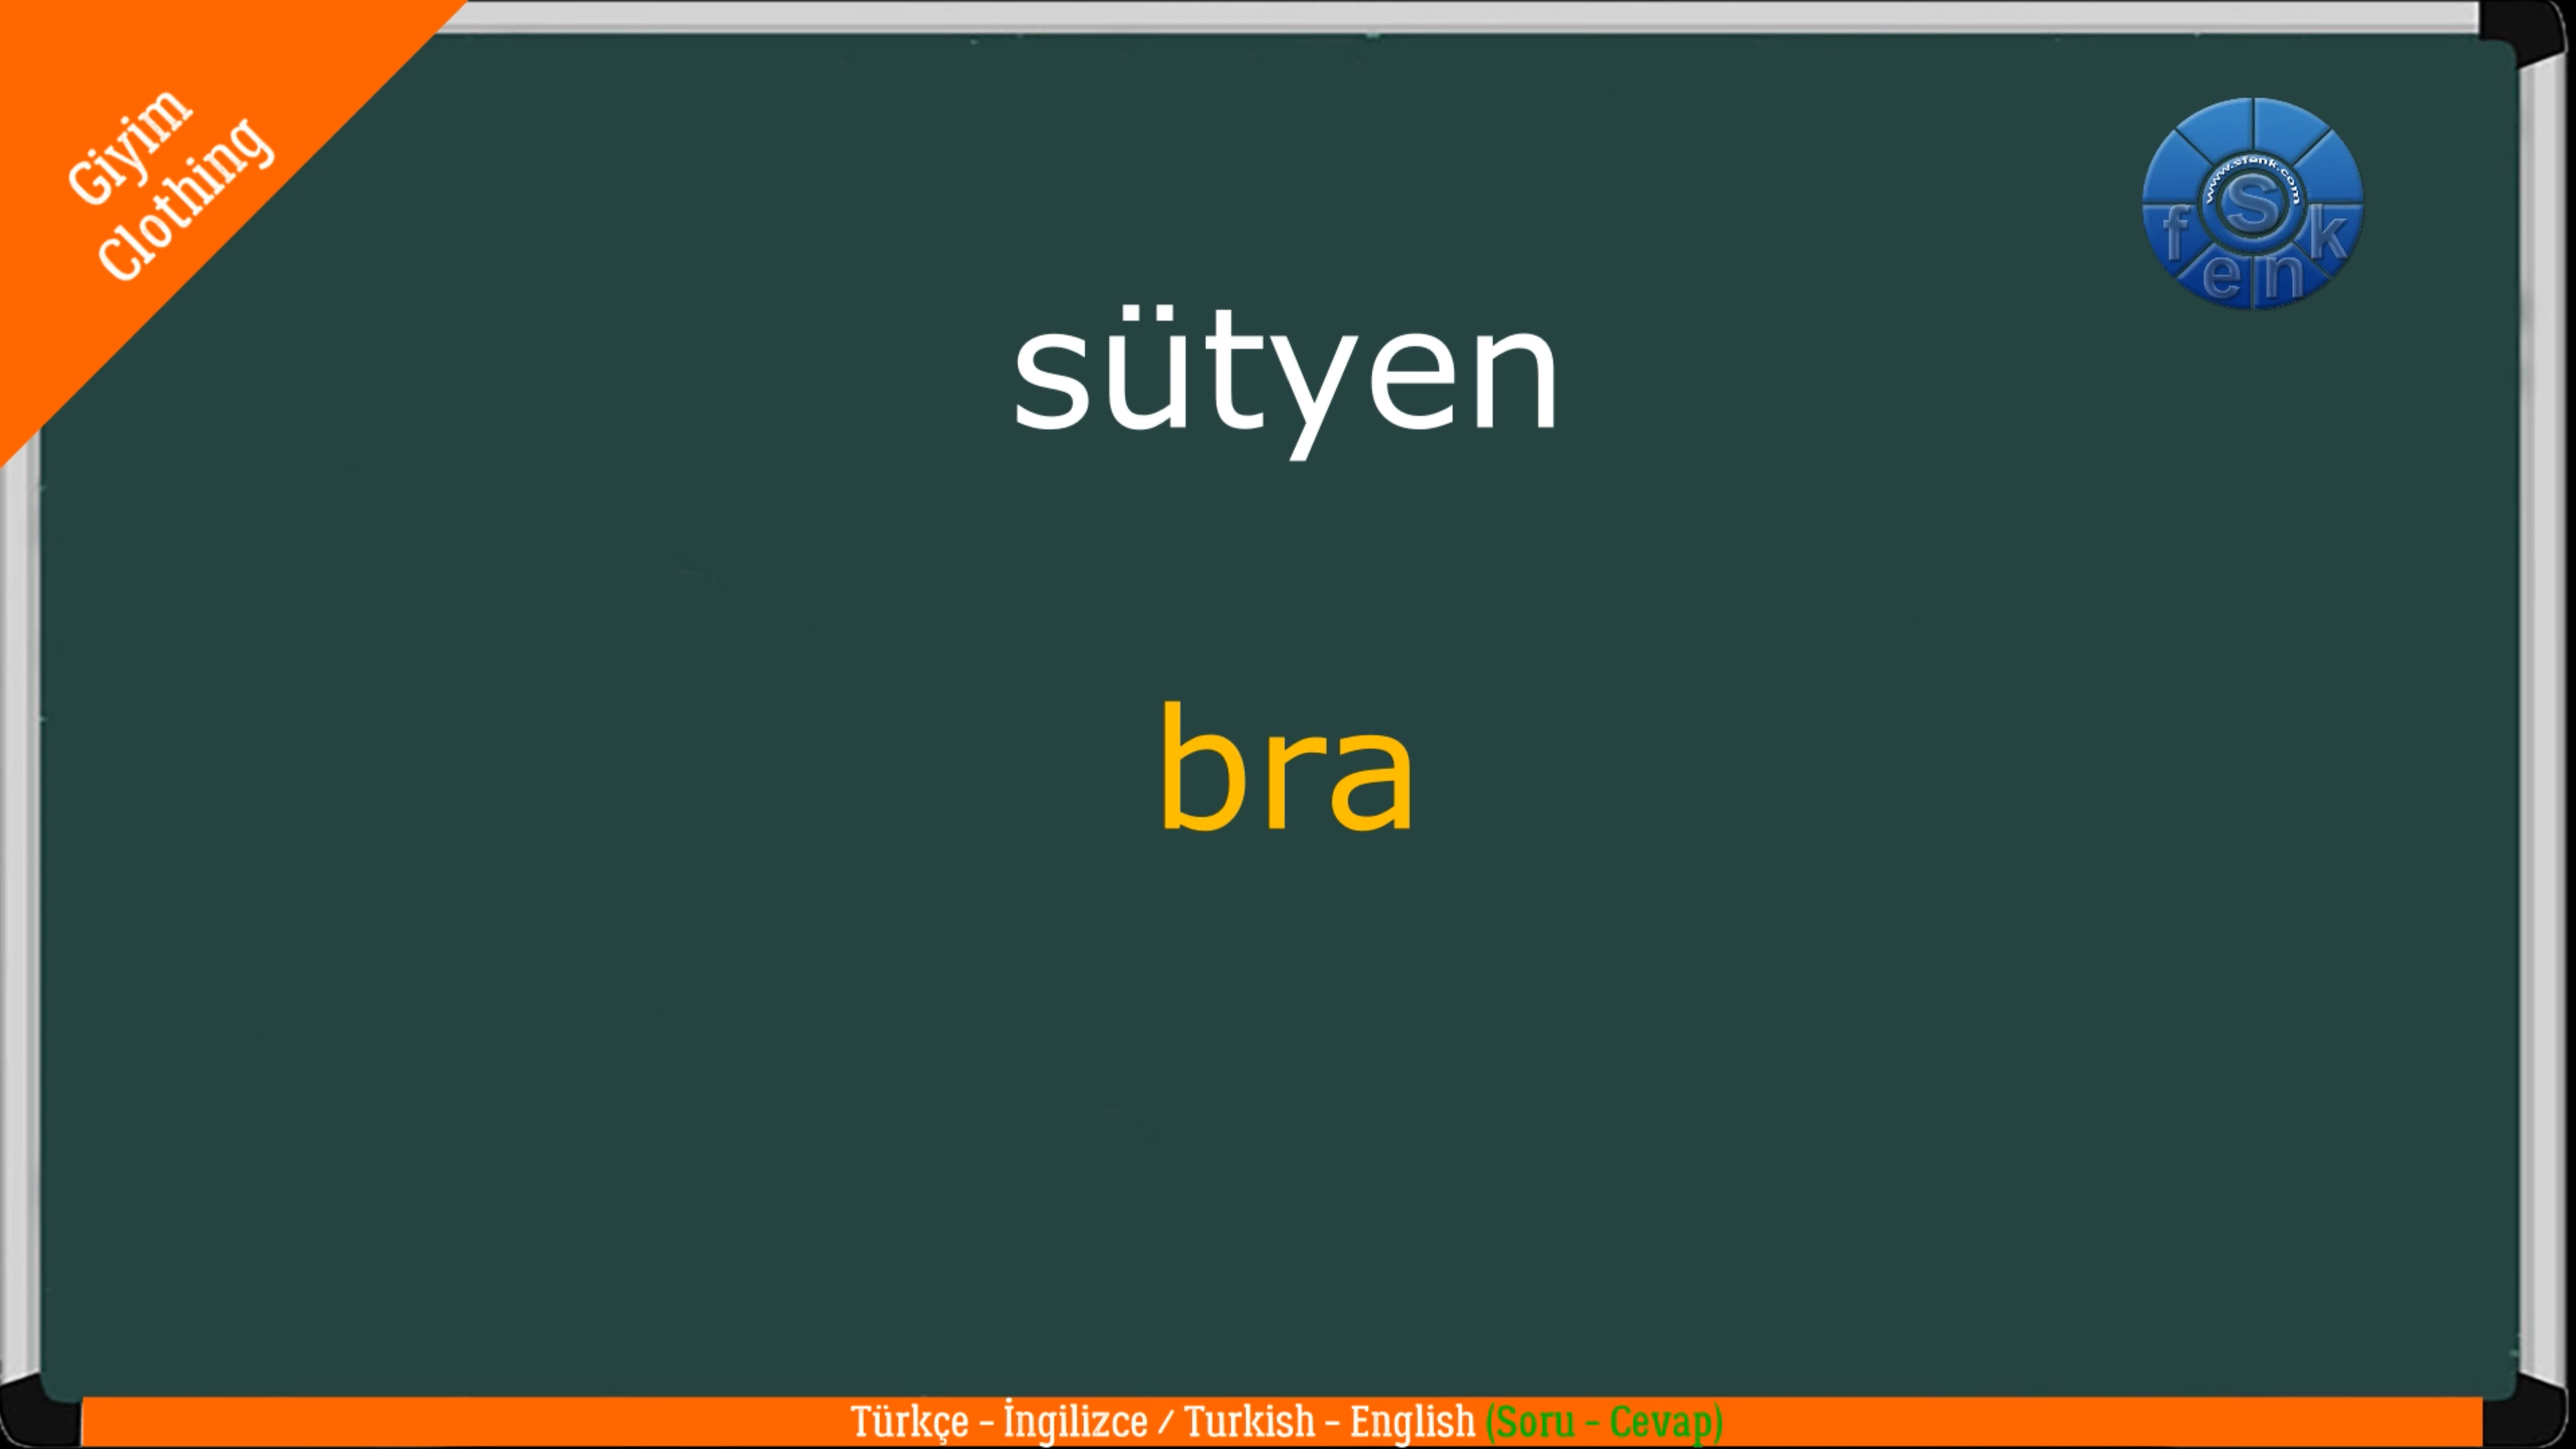 Giyim
Clothing
www.sfenk.com
S
f e n k
sütyen
bra
Türkçe - İngilizce / Turkish - English (Soru - Cevap)